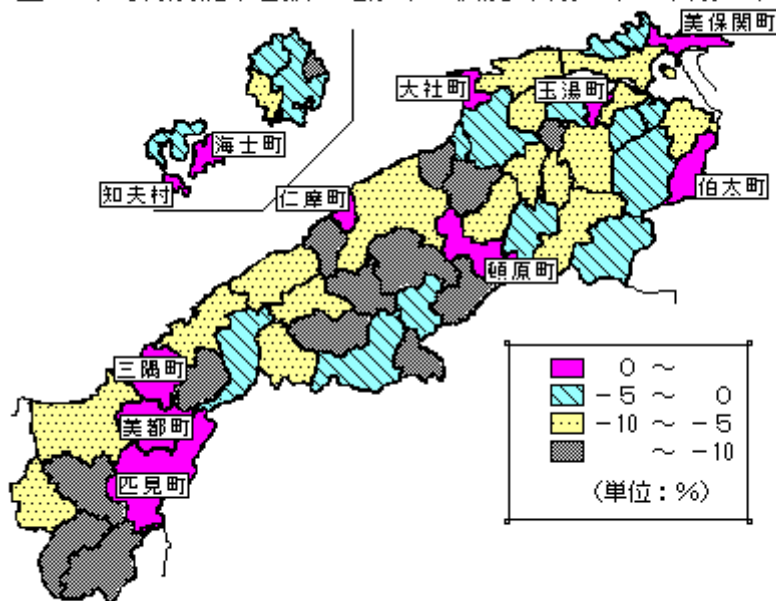 美保関町
大社町
玉湯町
海士町
知夫村
仁摩町
伯太町
頓原町
三隅町
美都町
匹見町
0 ～
－5 ～ 0
－10 ～ －5
～ －10
(単位：%)